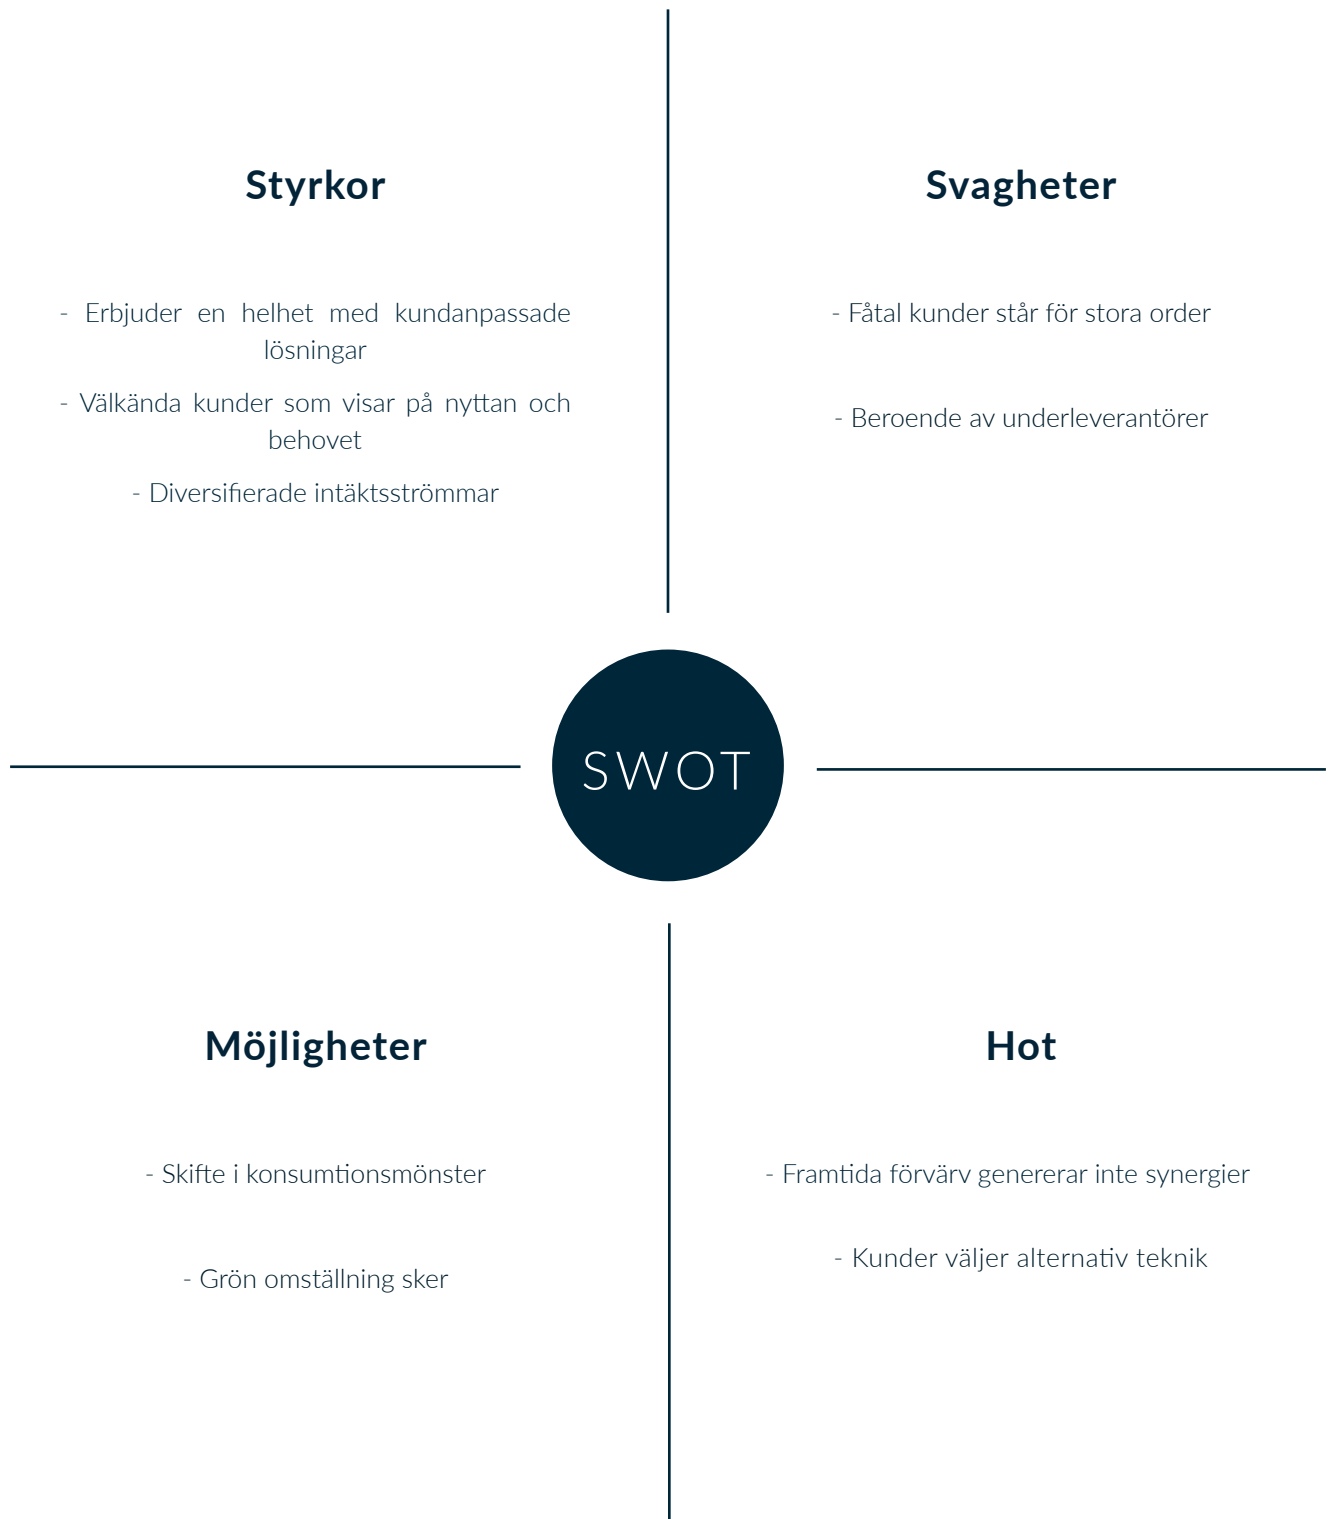 Styrkor
- Erbjuder en helhet med kundanpassade
lösningar
- Välkända kunder som visar på nyttan och
behovet
- Diversifierade intäktsströmmar
Svagheter
- Fåtal kunder står för stora order
- Beroende av underleverantörer
SWOT
Möjligheter
- Skifte i konsumtionsmönster
- Grön omställning sker
Hot
- Framtida förvärv genererar inte synergier
- Kunder väljer alternativ teknik